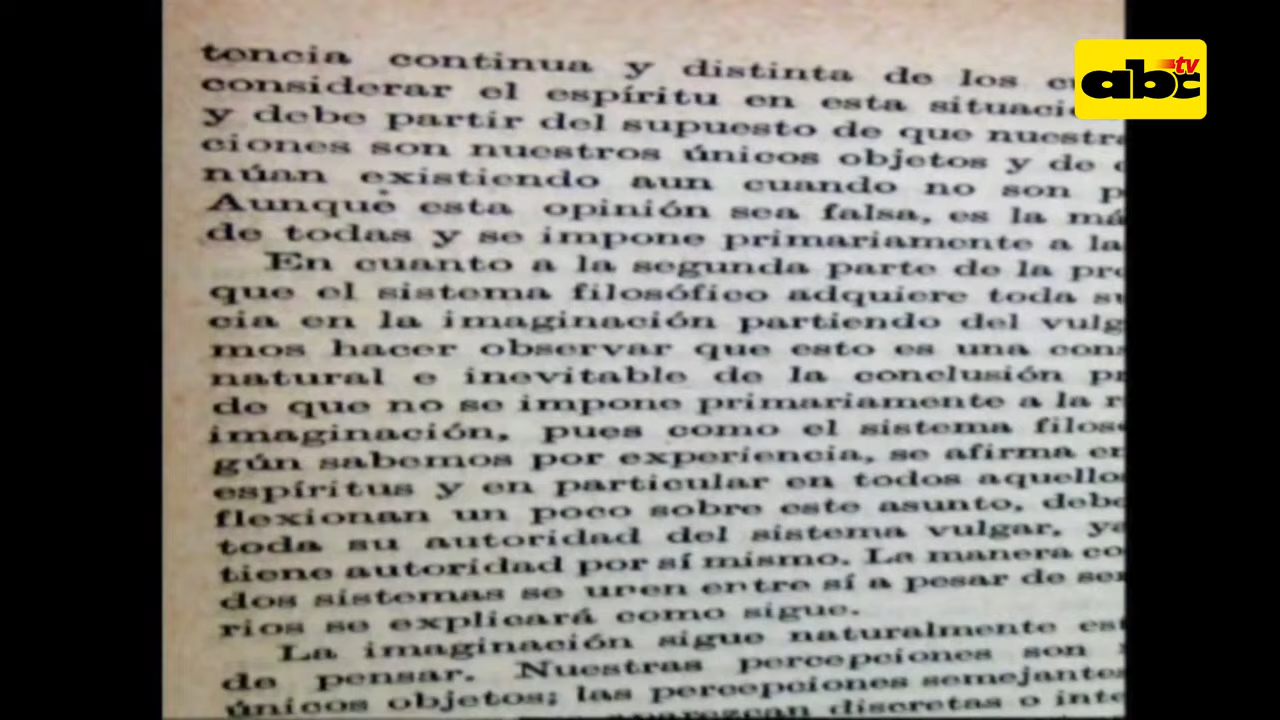 abc tv
tencia continua y distinta de los
considerar el espíritu en esta
y debe partir del supuesto de que
ciones son nuestros únicos objetos y de
núan existiendo aun cuando no son
Aunque esta opinión sea falsa, es la
de todas y se impone primariamente a la
En cuanto a la segunda parte de la
que el sistema filosófico adquiere toda
cia en la imaginación partiendo del
mos hacer observar que esto es una
natural e inevitable de la conclusión
de que no se impone primariamente a la
imaginación, pues como el sistema
gún sabemos por experiencia, se afirma
espíritus y en particular en todos
flexionan un poco sobre este asunto,
toda su autoridad del sistema vulgar,
tiene autoridad por sí mismo. La manera
dos sistemas se unen entre sí a pesar de
rios se explicará como sigue.
La imaginación sigue naturalmente
de pensar. Nuestras percepciones son
únicos objetos; las percepciones
aparezcan discretas o